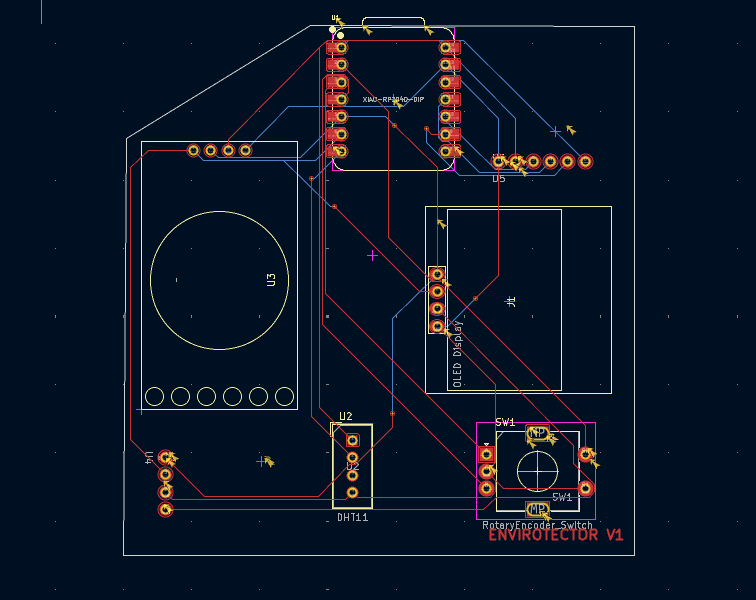 XIAO-RP2040-DIP
U5
U3
J1
OLED Display
U2
SW1
MP
U4
U2
SW1
MP
DHT11
RotaryEncoder_Switch
ENVIROTECTOR V1